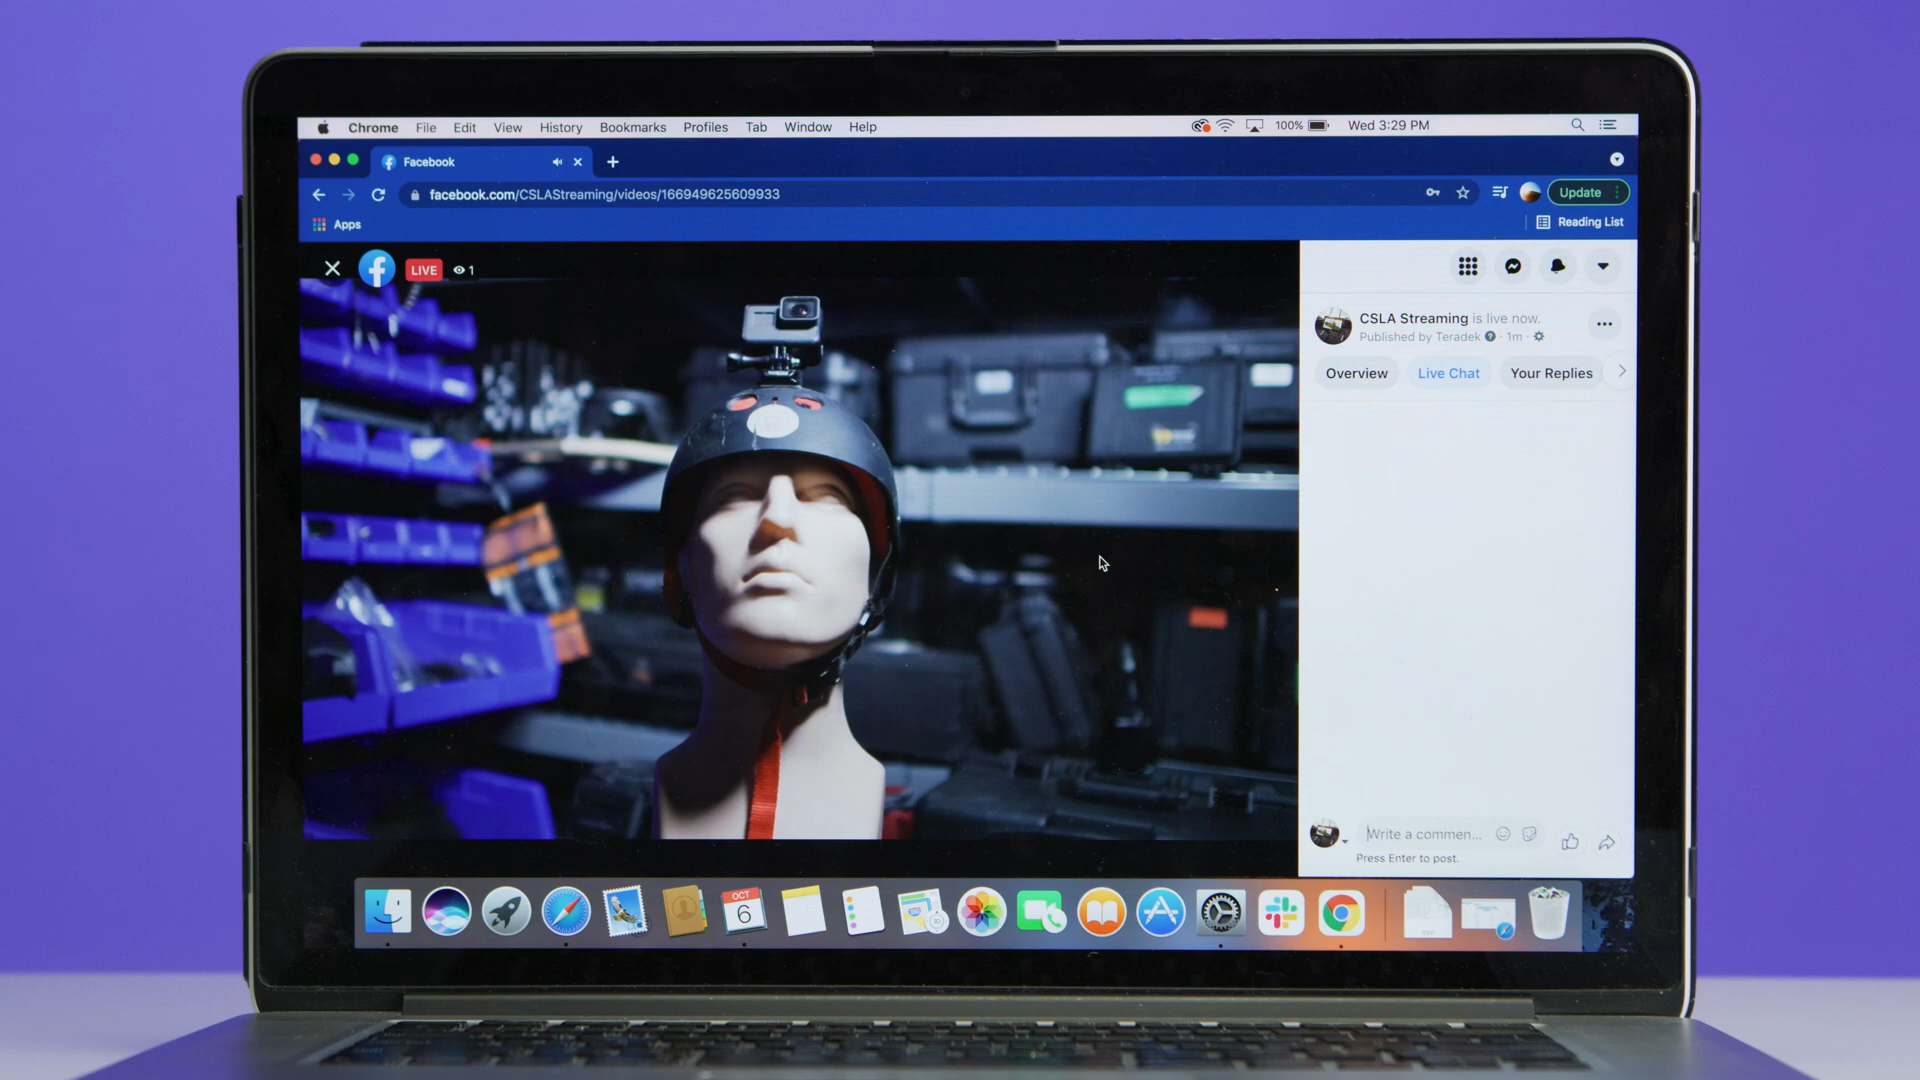 Chrome File Edit View History Bookmarks Profiles Tab Window Help 100% Wed 3:29 PM
Facebook
facebook.com/CSLAStreaming/videos/166949625609933 Update
Apps Reading List
LIVE 1
CSLA Streaming is live now.
Published by Teradek · 1m ·
Overview Live Chat Your Replies
Write a commen...
Press Enter to post.
OCT
6